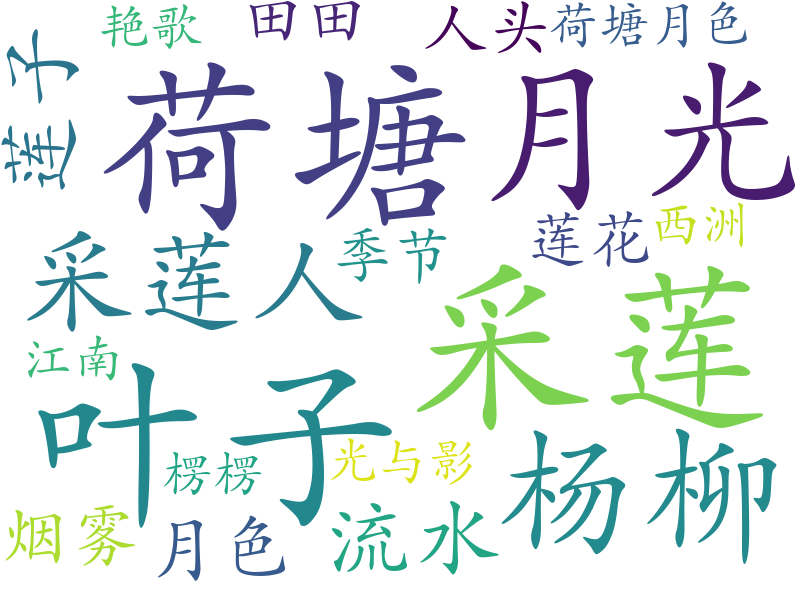 艳歌
田田
人头
荷塘月色
莲子
荷塘
月光
采莲人
季节
莲花
西洲
江南
采莲
叶子
楞楞
光与影
杨柳
烟雾
月色
流水